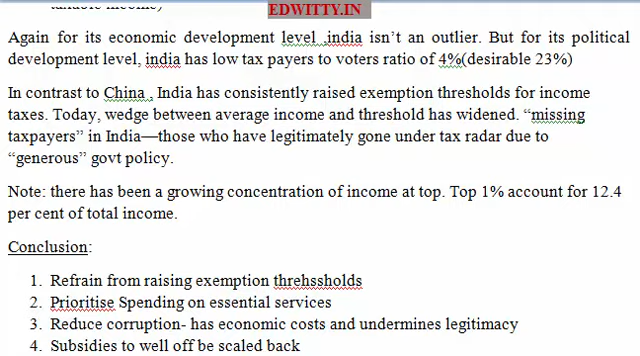 EDWITTY.IN
Again for its economic development level ,india isn't an outlier. But for its political
development level, india has low tax payers to voters ratio of 4%(desirable 23%)
In contrast to China , India has consistently raised exemption thresholds for income
taxes. Today, wedge between average income and threshold has widened. “missing
taxpayers” in India—those who have legitimately gone under tax radar due to
“generous” govt policy.
Note: there has been a growing concentration of income at top. Top 1% account for 12.4
per cent of total income.
Conclusion:
1. Refrain from raising exemption threhssholds
2. Prioritise Spending on essential services
3. Reduce corruption- has economic costs and undermines legitimacy
4. Subsidies to well off be scaled back